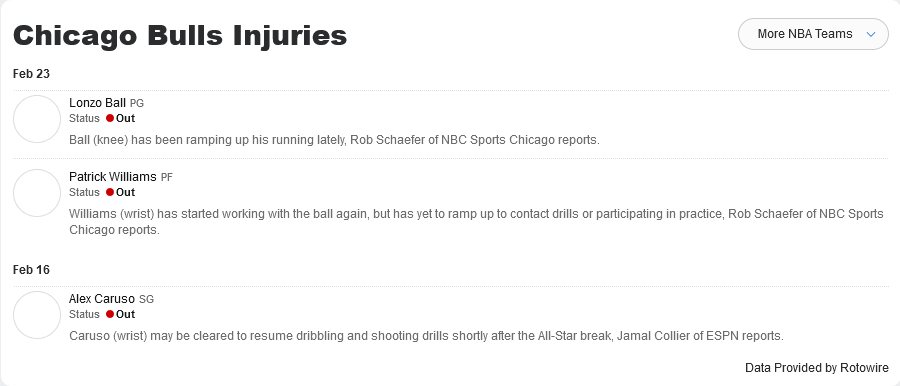 Chicago Bulls Injuries
More NBA Teams
Feb 23
Lonzo Ball PG
Status Out
Ball (knee) has been ramping up his running lately, Rob Schaefer of NBC Sports Chicago reports.
Patrick Williams PF
Status Out
Williams (wrist) has started working with the ball again, but has yet to ramp up to contact drills or participating in practice, Rob Schaefer of NBC Sports
Chicago reports.
Feb 16
Alex Caruso SG
Status Out
Caruso (wrist) may be cleared to resume dribbling and shooting drills shortly after the All-Star break, Jamal Collier of ESPN reports.
Data Provided by Rotowire